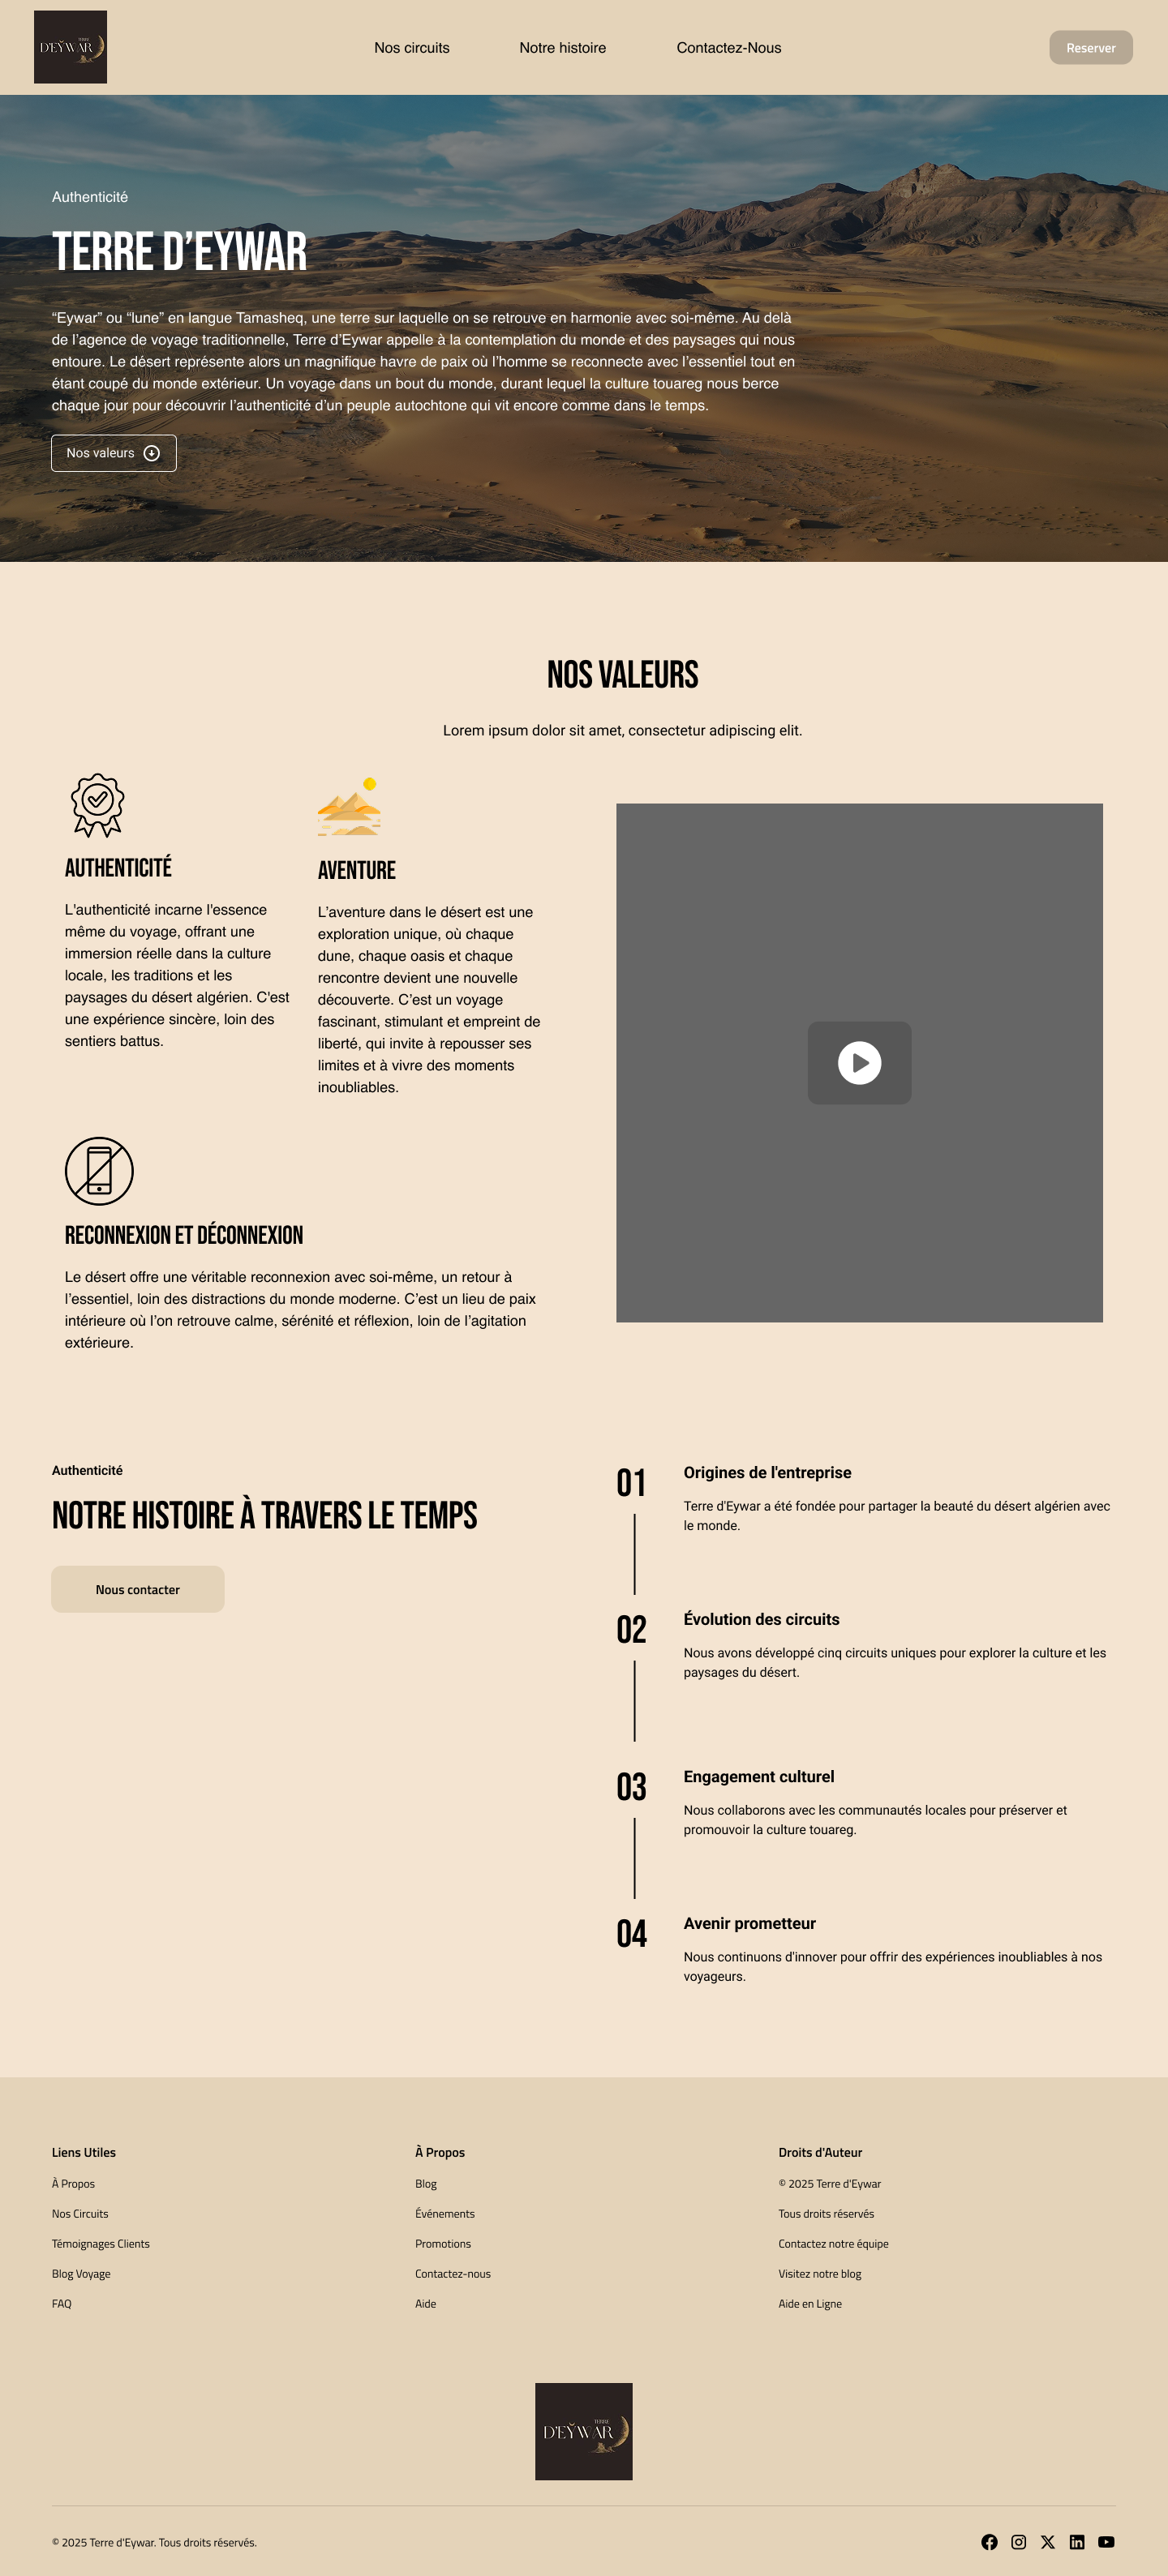 TERRE
D'EYWAR
Nos circuits
Notre histoire
Contactez-Nous
Reserver
Authenticité
TERRE D’EYWAR
“Eywar” ou “lune” en langue Tamasheq, une terre sur laquelle on se retrouve en harmonie avec soi-même. Au delà
de l’agence de voyage traditionnelle, Terre d’Eywar appelle à la contemplation du monde et des paysages qui nous
entoure. Le désert représente alors un magnifique havre de paix où l’homme se reconnecte avec l’essentiel tout en
étant coupé du monde extérieur. Un voyage dans un bout du monde, durant lequel la culture touareg nous berce
chaque jour pour découvrir l’authenticité d’un peuple autochtone qui vit encore comme dans le temps.
Nos valeurs
NOS VALEURS
Lorem ipsum dolor sit amet, consectetur adipiscing elit.
AUTHENTICITÉ
L'authenticité incarne l'essence
même du voyage, offrant une
immersion réelle dans la culture
locale, les traditions et les
paysages du désert algérien. C'est
une expérience sincère, loin des
sentiers battus.
AVENTURE
L’aventure dans le désert est une
exploration unique, où chaque
dune, chaque oasis et chaque
rencontre devient une nouvelle
découverte. C’est un voyage
fascinant, stimulant et empreint de
liberté, qui invite à repousser ses
limites et à vivre des moments
inoubliables.
RECONNEXION ET DÉCONNEXION
Le désert offre une véritable reconnexion avec soi-même, un retour à
l’essentiel, loin des distractions du monde moderne. C’est un lieu de paix
intérieure où l’on retrouve calme, sérénité et réflexion, loin de l’agitation
extérieure.
Authenticité
NOTRE HISTOIRE À TRAVERS LE TEMPS
Nous contacter
01
Origines de l'entreprise
Terre d'Eywar a été fondée pour partager la beauté du désert algérien avec
le monde.
02
Évolution des circuits
Nous avons développé cinq circuits uniques pour explorer la culture et les
paysages du désert.
03
Engagement culturel
Nous collaborons avec les communautés locales pour préserver et
promouvoir la culture touareg.
04
Avenir prometteur
Nous continuons d'innover pour offrir des expériences inoubliables à nos
voyageurs.
Liens Utiles
À Propos
Nos Circuits
Témoignages Clients
Blog Voyage
FAQ
À Propos
Blog
Événements
Promotions
Contactez-nous
Aide
Droits d'Auteur
© 2025 Terre d'Eywar
Tous droits réservés
Contactez notre équipe
Visitez notre blog
Aide en Ligne
TERRE
D'EYWAR
© 2025 Terre d'Eywar. Tous droits réservés.